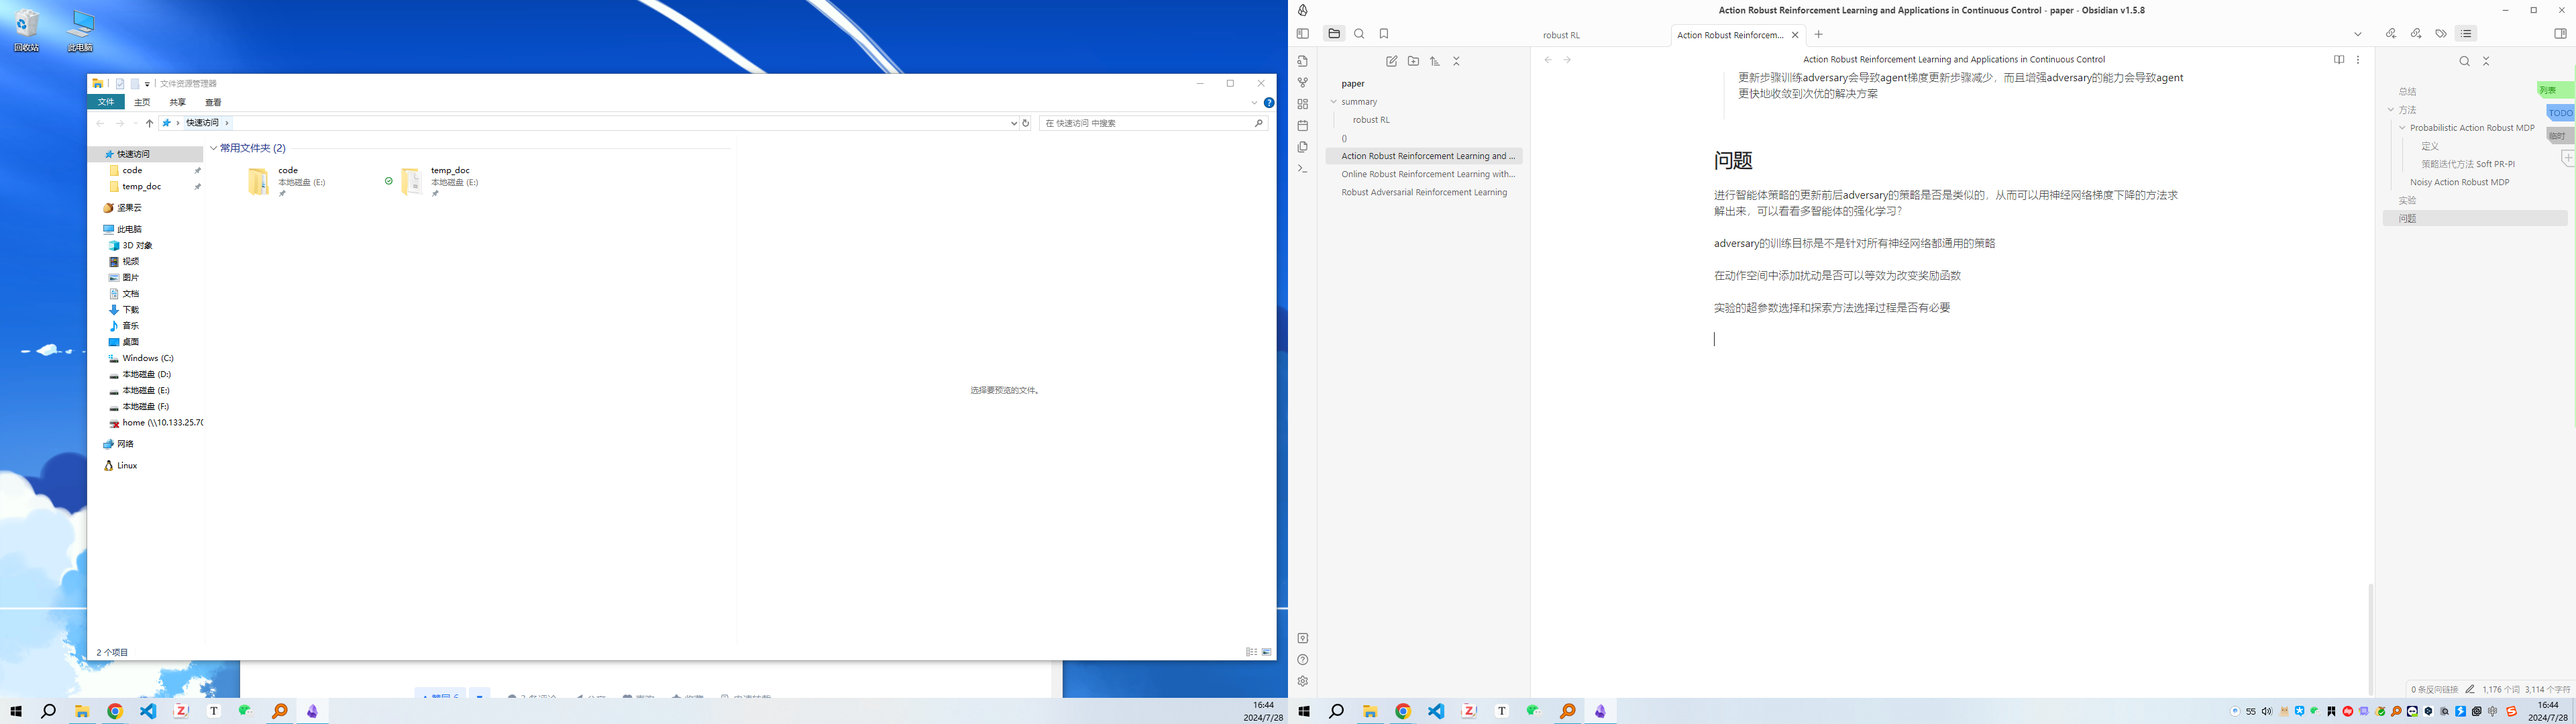 回收站
此电脑
文件资源管理器
文件 主页 共享 查看
快速访问
在 快速访问 中搜索
快速访问
code
temp_doc
坚果云
此电脑
3D 对象
视频
图片
文档
下载
音乐
桌面
Windows (C:)
本地磁盘 (D:)
本地磁盘 (E:)
本地磁盘 (F:)
home (\\10.133.25.70
网络
Linux
常用文件夹 (2)
code
本地磁盘 (E:)
temp_doc
本地磁盘 (E:)
选择要预览的文件。
2 个项目
16:44
2024/7/28
Action Robust Reinforcement Learning and Applications in Continuous Control - paper - Obsidian v1.5.8
robust RL
Action Robust Reinforcem...
paper
summary
robust RL
()
Action Robust Reinforcement Learning and ...
Online Robust Reinforcement Learning with...
Robust Adversarial Reinforcement Learning
Action Robust Reinforcement Learning and Applications in Continuous Control
更新步骤训练adversary会导致agent梯度更新步骤减少，而且增强adversary的能力会导致agent
更快地收敛到次优的解决方案
问题
进行智能体策略的更新前后adversary的策略是否是类似的，从而可以用神经网络梯度下降的方法求
解出来，可以看看多智能体的强化学习？
adversary的训练目标是不是针对所有神经网络都通用的策略
在动作空间中添加扰动是否可以等效为改变奖励函数
实验的超参数选择和探索方法选择过程是否有必要
总结
方法
Probabilistic Action Robust MDP
定义
策略迭代方法 Soft PR-PI
Noisy Action Robust MDP
实验
问题
列表
TODO
临时
0 条反向链接 1,176 个词 3,114 个字符
55
16:44
2024/7/28